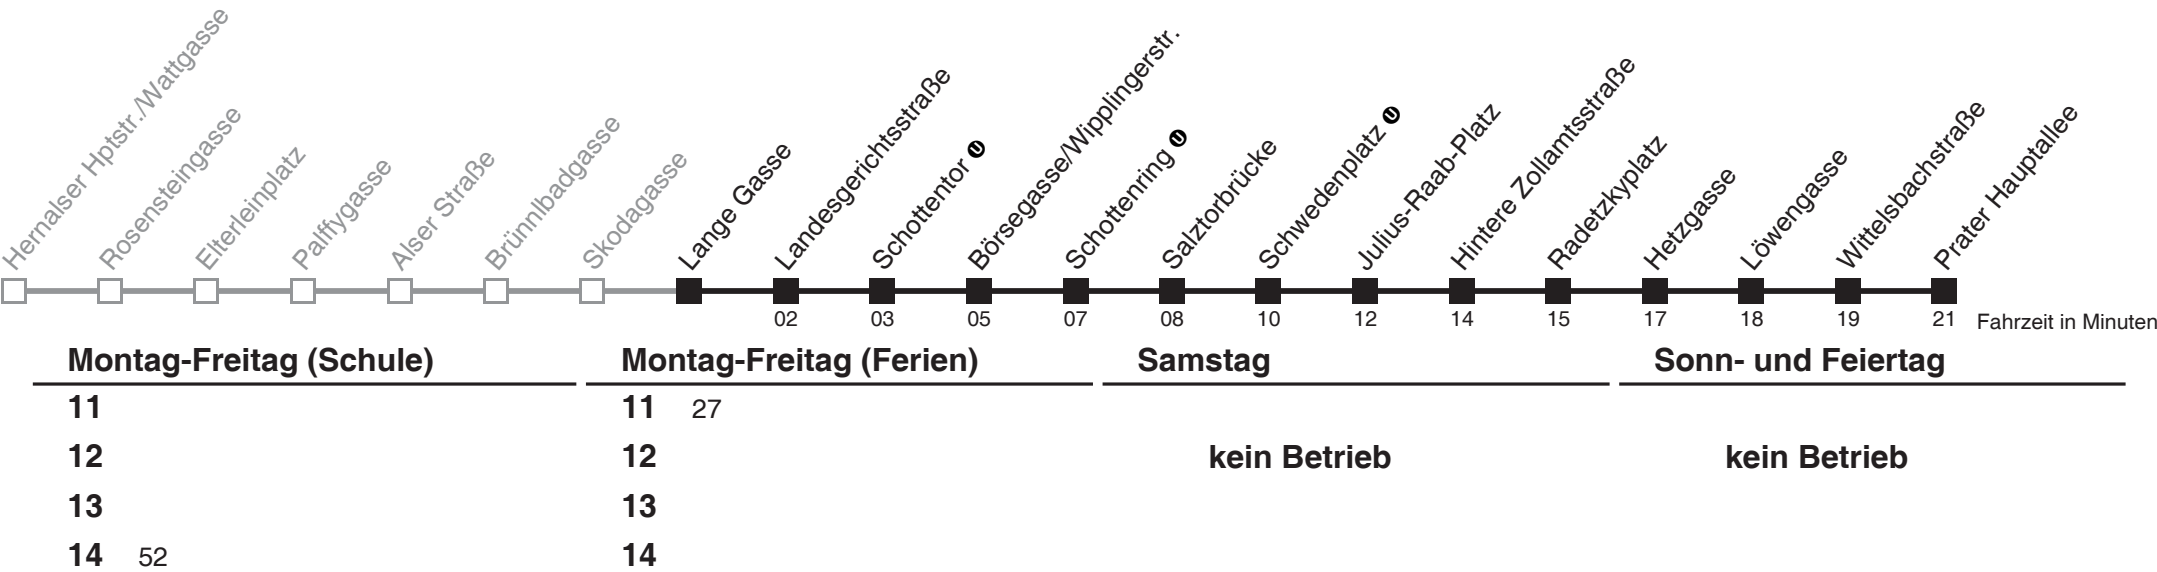 Hernalser Hptstr./Wattgasse
Rosensteingasse
Elterleinplatz
Palffygasse
Alser Straße
Brünnlbadgasse
Skodagasse
Lange Gasse
Landesgerichtsstraße
Schottentor U
Börsegasse/Wipplingerstr.
Schottenring U
Salztorbrücke
Schwedenplatz U
Julius-Raab-Platz
Hintere Zollamtsstraße
Radetzkyplatz
Hetzgasse
Löwengasse
Wittelsbachstraße
Prater Hauptallee
02 03 05 07 08 10 12 14 15 17 18 19 21 Fahrzeit in Minuten
Montag-Freitag (Schule) Montag-Freitag (Ferien) Samstag Sonn- und Feiertag
11 11 27
12 12 kein Betrieb kein Betrieb
13 13
14 52 14